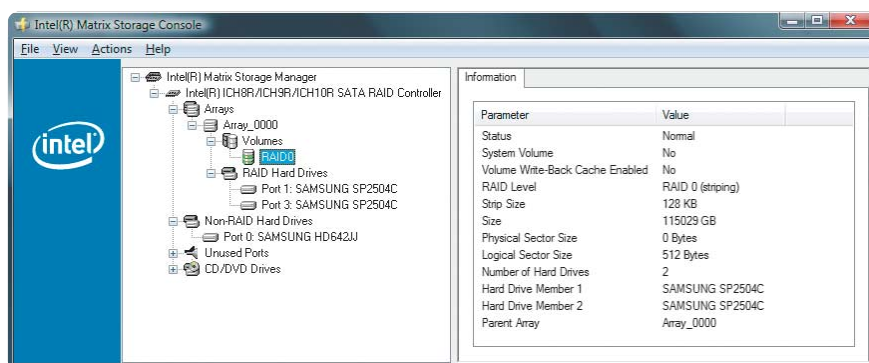 Intel(R) Matrix Storage Console
File View Actions Help
intel
Intel(R) Matrix Storage Manager
Intel(R) ICH8R/ICH9R/ICH10R SATA RAID Controller
Arrays
Array_0000
Volumes
RAID0
RAID Hard Drives
Port 1: SAMSUNG SP2504C
Port 3: SAMSUNG SP2504C
Non-RAID Hard Drives
Port 0: SAMSUNG HD642JJ
Unused Ports
CD/DVD Drives
Information
Parameter Value
Status Normal
System Volume No
Volume Write-Back Cache Enabled No
RAID Level RAID 0 (striping)
Strip Size 128 KB
Size 115029 GB
Physical Sector Size 0 Bytes
Logical Sector Size 512 Bytes
Number of Hard Drives 2
Hard Drive Member 1 SAMSUNG SP2504C
Hard Drive Member 2 SAMSUNG SP2504C
Parent Array Array_0000